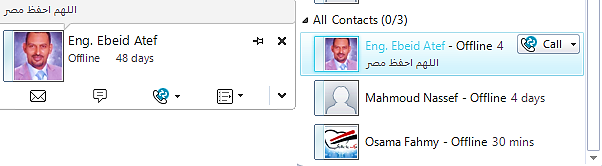 اللهم احفظ مصر
Eng. Ebeid Atef
Offline 48 days
All Contacts (0/3)
Eng. Ebeid Atef - Offline 4
Call
اللهم احفظ مصر
Mahmoud Nassef - Offline 4 days
Osama Fahmy - Offline 30 mins